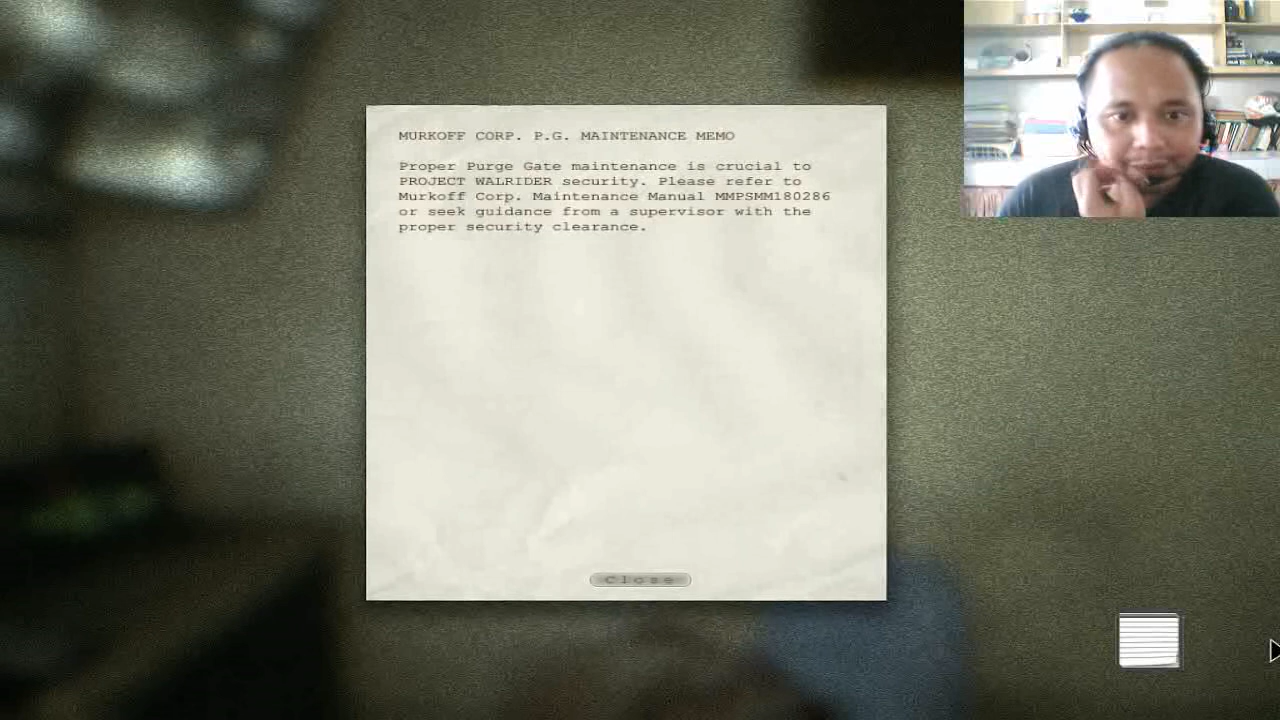 MURKOFF CORP. P.G. MAINTENANCE MEMO
Proper Purge Gate maintenance is crucial to
PROJECT WALRIDER security. Please refer to
Murkoff Corp. Maintenance Manual MMPSMM180286
or seek guidance from a supervisor with the
proper security clearance.
Close